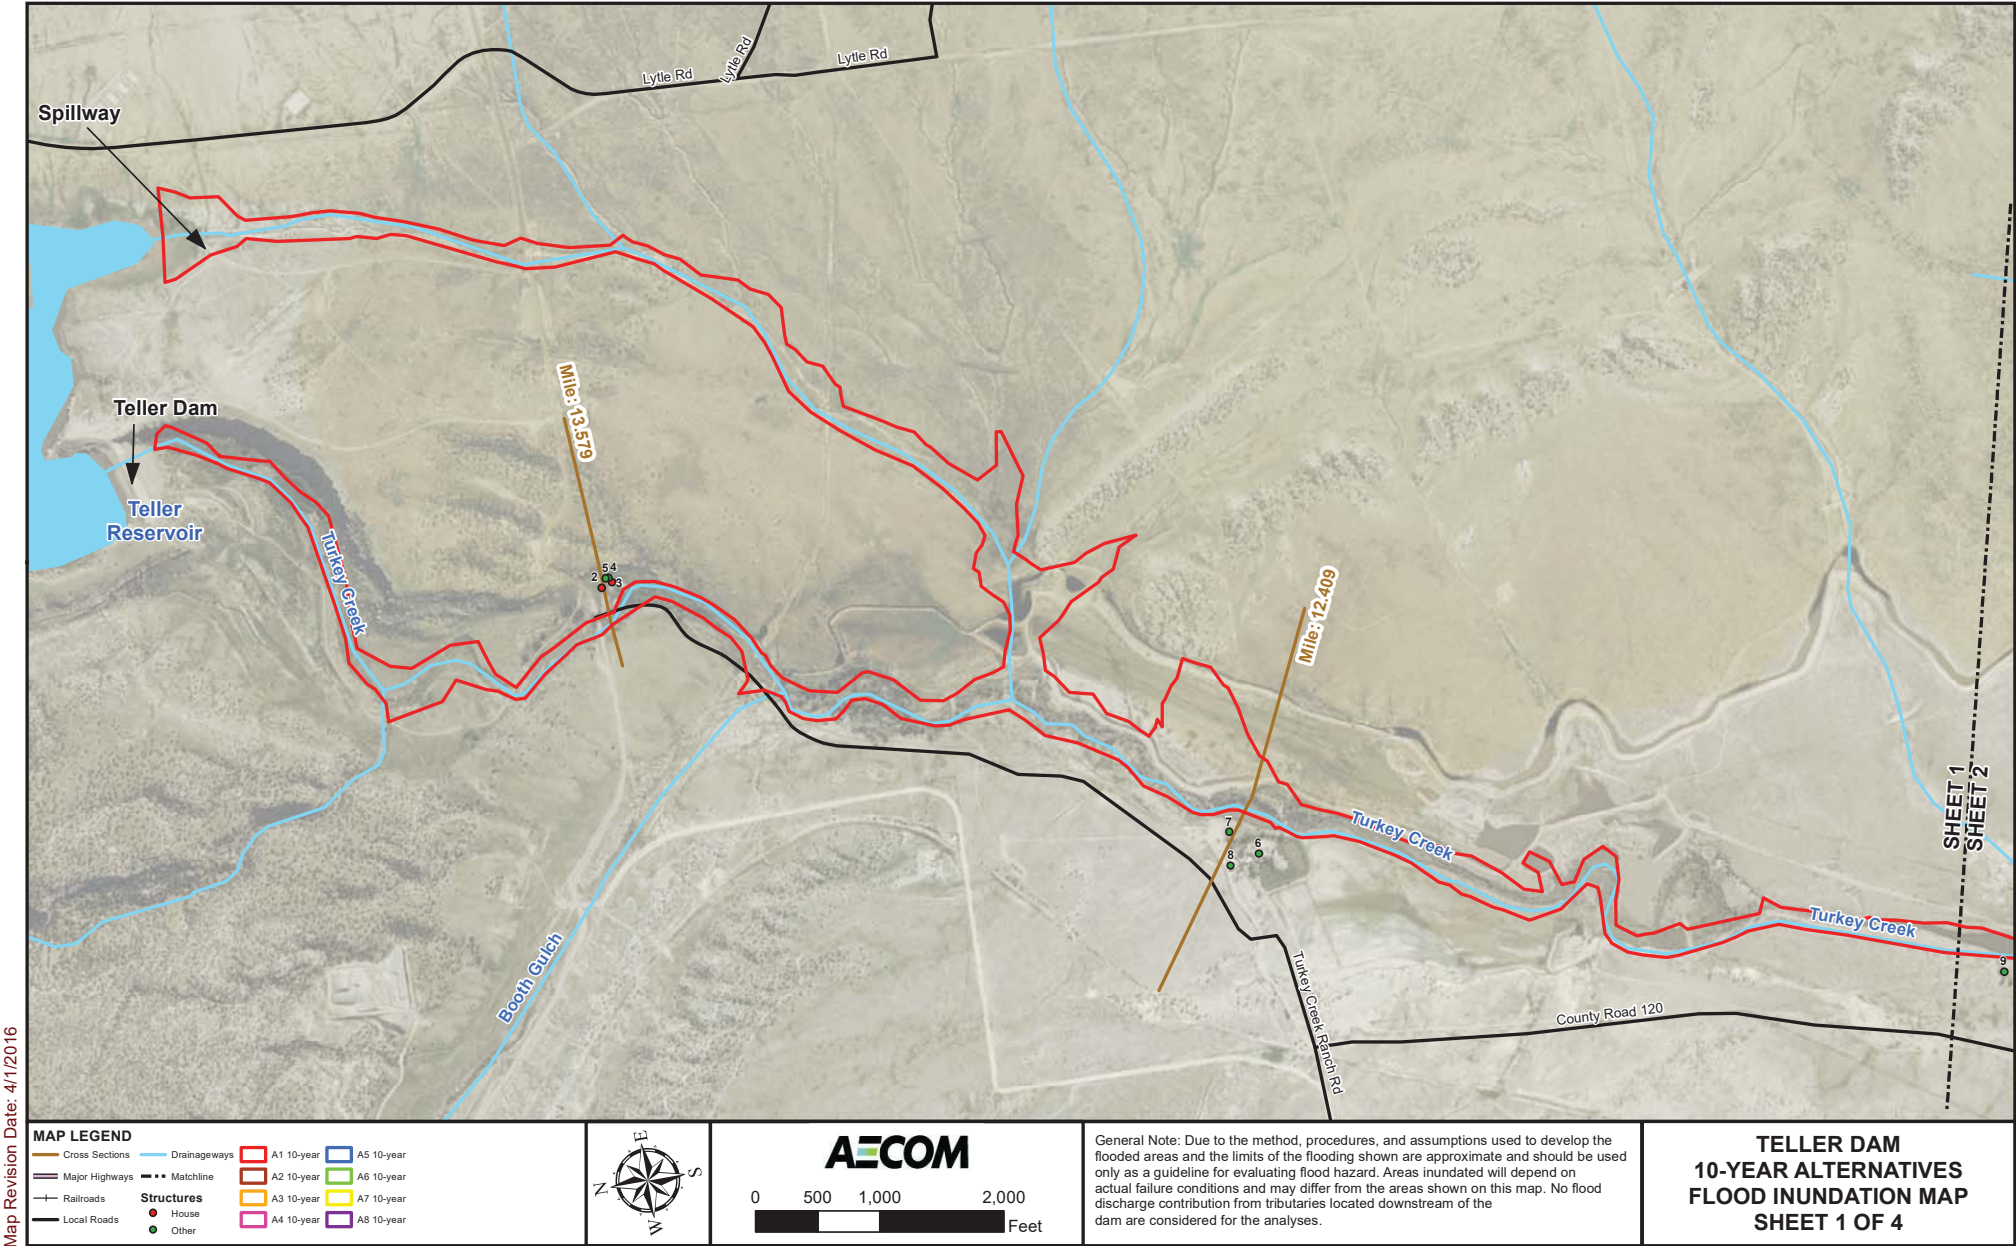 Lytle Rd
Lytle Rd
Lytle Rd
Spillway
Mile: 13.579
Teller Dam
Teller
Reservoir
Turkey Creek
5 4
2
3
Mile: 12.409
7
6
8
Turkey Creek
Turkey Creek
SHEET 1
SHEET 2
9
Booth Gulch
Turkey Creek Ranch Rd
County Road 120
Map Revision Date: 4/1/2016
MAP LEGEND
Cross Sections
Major Highways
Railroads
Local Roads
Drainageways
Matchline
Structures
House
Other
A1 10-year
A2 10-year
A3 10-year
A4 10-year
A5 10-year
A6 10-year
A7 10-year
A8 10-year
E
S
N
W
AECOM
0 500 1,000 2,000
Feet
General Note: Due to the method, procedures, and assumptions used to develop the
flooded areas and the limits of the flooding shown are approximate and should be used
only as a guideline for evaluating flood hazard. Areas inundated will depend on
actual failure conditions and may differ from the areas shown on this map. No flood
discharge contribution from tributaries located downstream of the
dam are considered for the analyses.
TELLER DAM
10-YEAR ALTERNATIVES
FLOOD INUNDATION MAP
SHEET 1 OF 4